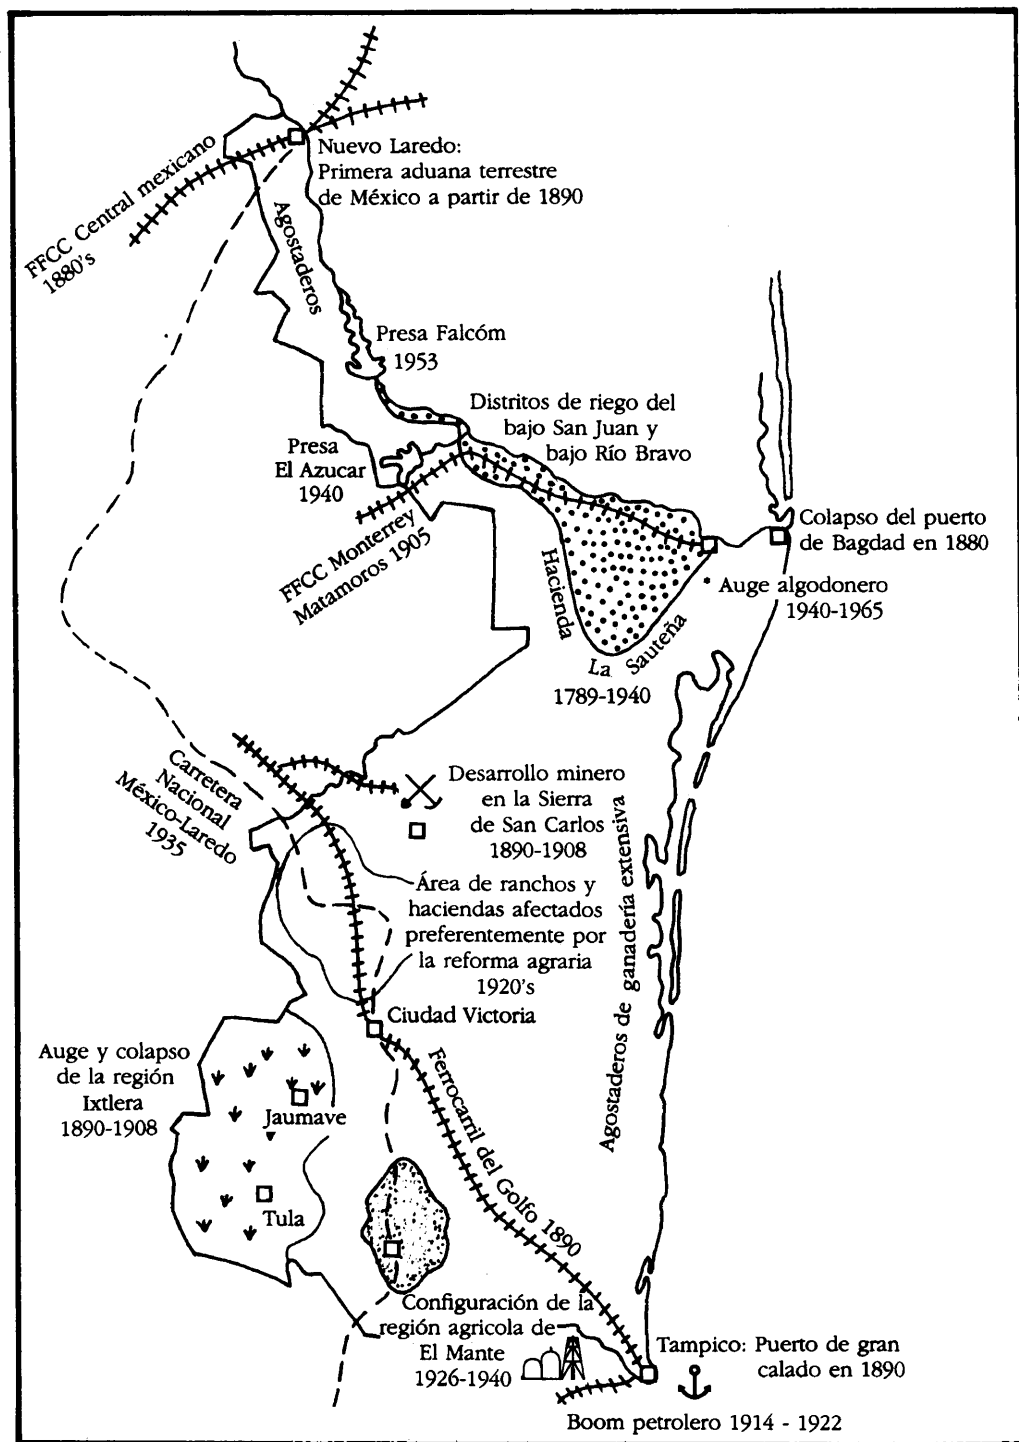 FFCC Central mexicano
1880's
Nuevo Laredo:
Primera aduana terrestre
de México a partir de 1890
Agostaderos
Presa Falcóm
1953
Distritos de riego del
bajo San Juan y
bajo Río Bravo
Presa
El Azucar
1940
FFCC Monterrey
Matamoros 1905
Colapso del puerto
de Bagdad en 1880
Auge algodonero
1940-1965
Hacienda
La Sauteña
1789-1940
Carretera
Nacional
México-Laredo
1935
Desarrollo minero
en la Sierra
de San Carlos
1890-1908
Agostaderos de ganadería extensiva
Área de ranchos y
haciendas afectados
preferentemente por
la reforma agraria
1920's
Ciudad Victoria
Auge y colapso
de la región
Ixtlera
1890-1908
Jaumave
Tula
Ferrocarril del Golfo 1890
Configuración de la
región agricola de
El Mante
1926-1940
Tampico: Puerto de gran
calado en 1890
Boom petrolero 1914 - 1922